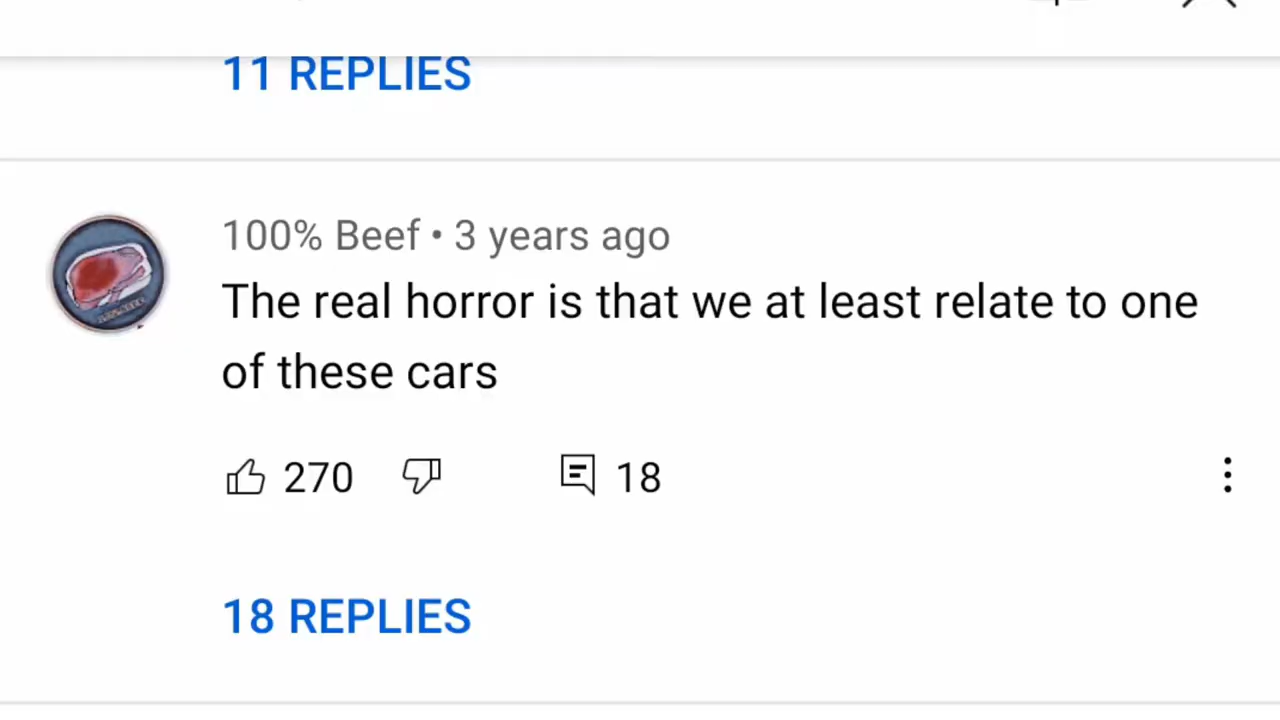 11 REPLIES
100% Beef • 3 years ago
The real horror is that we at least relate to one
of these cars
270 18
18 REPLIES